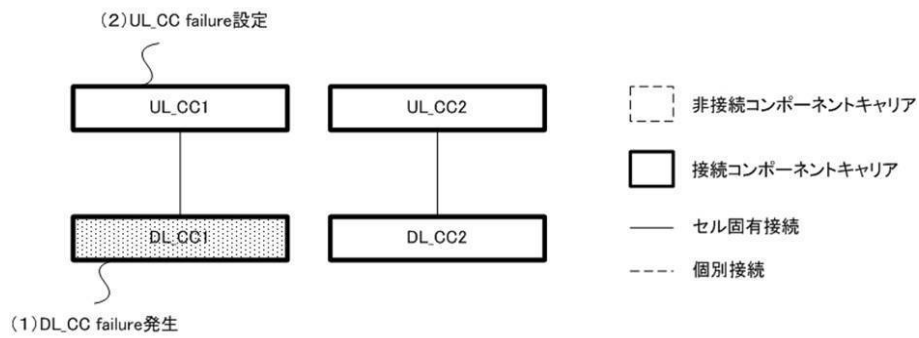 (2)UL_CC failure設定
UL_CC1
UL_CC2
非接続コンポーネントキャリア
接続コンポーネントキャリア
DL_CC1
DL_CC2
セル固有接続
個別接続
(1)DL_CC failure発生